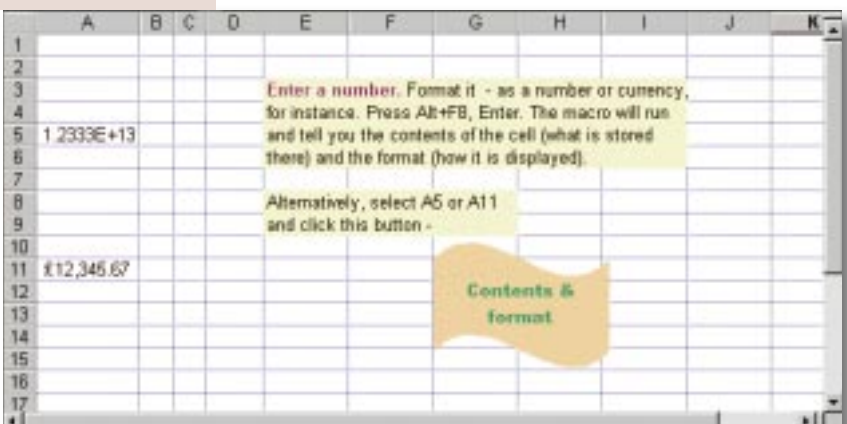 A B C D E F G H I J K
1
2
3 Enter a number. Format it - as a number or currency,
4 for instance. Press Alt+F8, Enter. The macro will run
5 1.2333E+13 and tell you the contents of the cell (what is stored
6 there) and the format (how it is displayed).
7
8 Alternatively, select A5 or A11
9 and click this button -
10
11 £12,345.67
12 Contents &
13 format
14
15
16
17